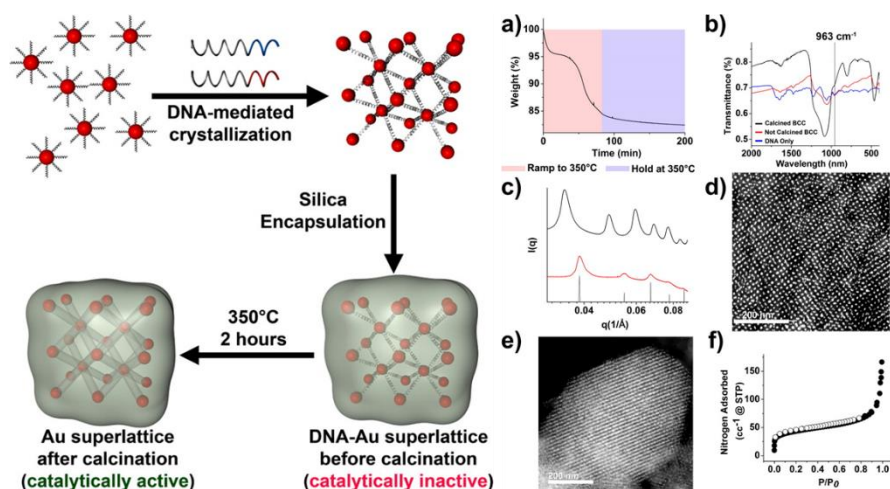 DNA-mediated
crystallization
Silica
Encapsulation
350°C
2 hours
Au superlattice
after calcination
(catalytically active)
DNA-Au superlattice
before calcination
(catalytically inactive)
a)
Weight (%)
100
95
90
85
0
100
200
Time (min)
Ramp to 350°C
Hold at 350°C
b)
963 cm⁻¹
Transmittance (%)
0.8
0.7
0.6
0.5
Calcined BCC
Not Calcined BCC
DNA Only
2000
1500
1000
500
Wavelength (nm)
c)
I(q)
0.04
0.06
0.08
q(1/Å)
d)
200 nm
e)
200 nm
f)
Nitrogen Adsorbed
(cc⁻¹ @ STP)
150
100
50
0
0.0
0.2
0.4
0.6
0.8
1.0
P/P₀